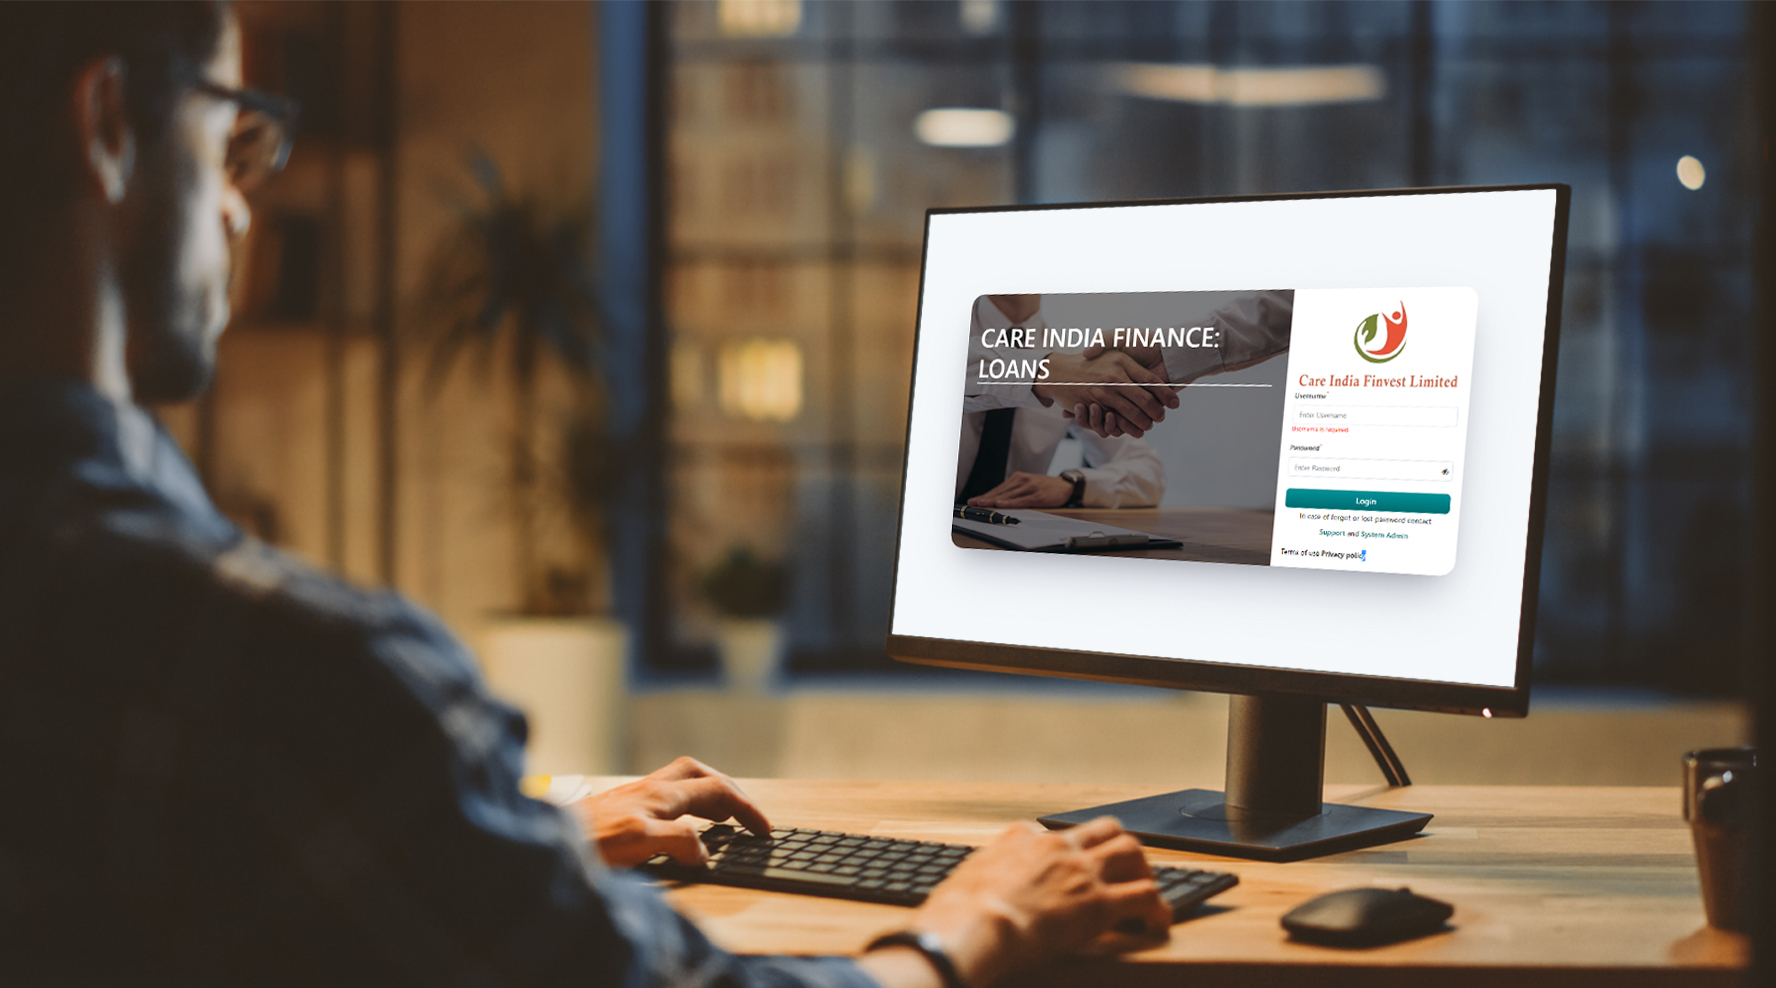 CARE INDIA FINANCE:
LOANS
Care India Finvest Limited
Username*
Enter Username
Username is required
Password*
Enter Password
Login
In case of forgot or lost password contact
Support and System Admin
Terms of use Privacy policy